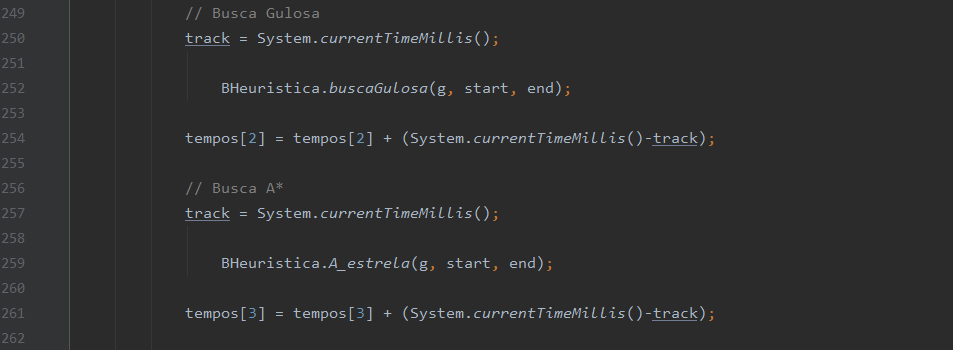 249 // Busca Gulosa
250 track = System.currentTimeMillis();
251
252 BHeuristica.buscaGulosa(g, start, end);
253
254 tempos[2] = tempos[2] + (System.currentTimeMillis()-track);
255
256 // Busca A*
257 track = System.currentTimeMillis();
258
259 BHeuristica.A_estrela(g, start, end);
260
261 tempos[3] = tempos[3] + (System.currentTimeMillis()-track);
262